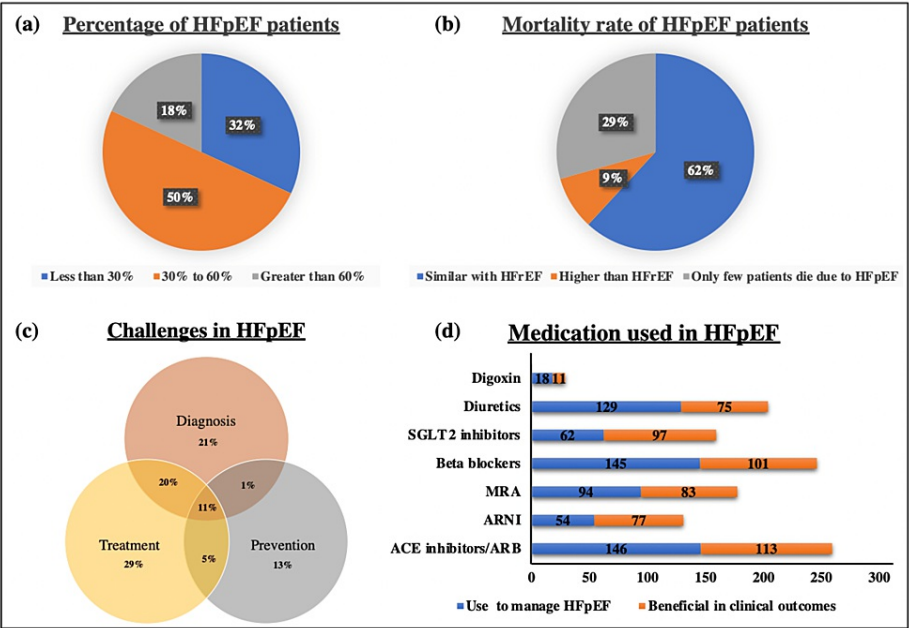 (a) Percentage of HFpEF patients
18%
32%
50%
Less than 30% 30% to 60% Greater than 60%
(b) Mortality rate of HFpEF patients
29%
9%
62%
Similar with HFrEF Higher than HFrEF Only few patients die due to HFpEF
(c) Challenges in HFpEF
Diagnosis
21%
20%
1%
11%
Treatment
29%
5%
Prevention
13%
(d) Medication used in HFpEF
Digoxin 18 11
Diuretics 129 75
SGLT2 inhibitors 62 97
Beta blockers 145 101
MRA 94 83
ARNI 54 77
ACE inhibitors/ARB 146 113
0 50 100 150 200 250 300
Use to manage HFpEF Beneficial in clinical outcomes